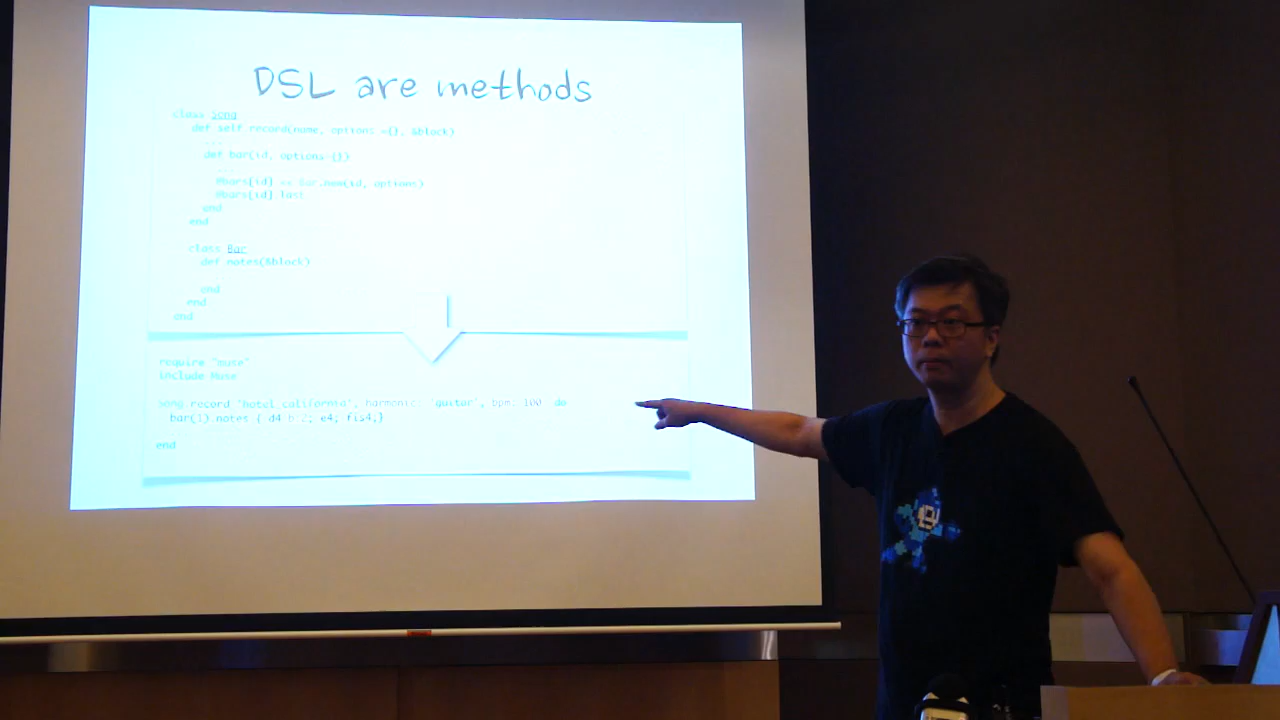 DSL are methods
class Song
def self.record(name, options ={}, &block)
...
def bar(id, options={})
...
@bars[id] << Bar.new(id, options)
@bars[id].last
end
end
class Bar
def notes(&block)
end
end
end
require "muse"
include Muse
Song.record 'hotel_california', harmonic: 'guitar', bpm: 100 do
bar(1).notes { d4 b:2; e4; fis4;}
end